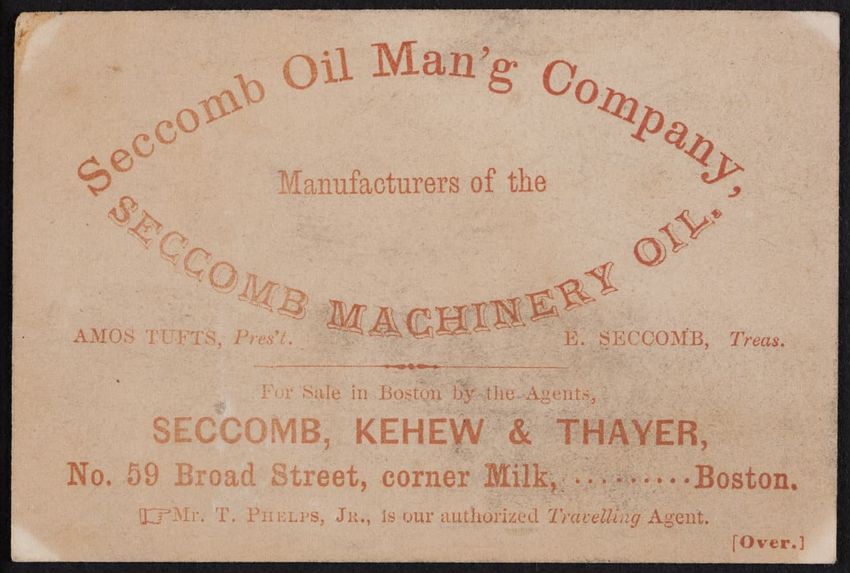 Seccomb Oil Man'g Company,
Manufacturers of the
SECCOMB MACHINERY OIL.
AMOS TUFTS, Pres't. E. SECCOMB, Treas.
For Sale in Boston by the Agents,
SECCOMB, KEHEW & THAYER,
No. 59 Broad Street, corner Milk, ·········Boston.
☞Mr. T. PHELPS, JR., is our authorized Travelling Agent.
[Over.]